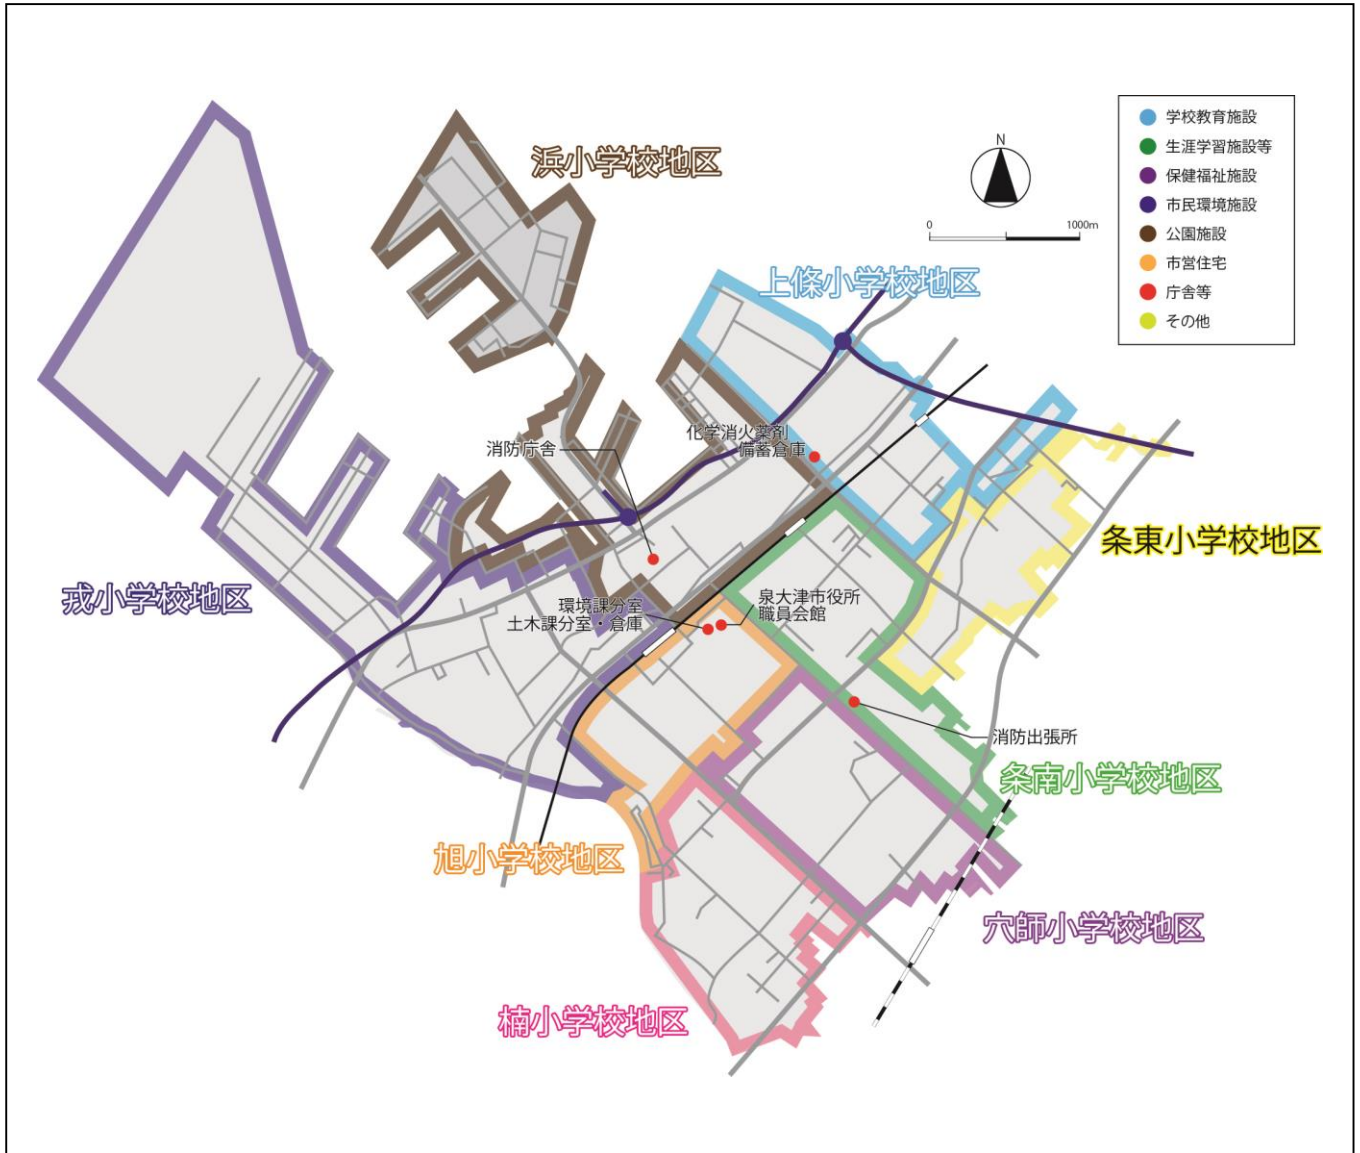 浜小学校地区
学校教育施設
生涯学習施設等
保健福祉施設
市民環境施設
公園施設
市営住宅
庁舎等
その他
N
0
1000m
上條小学校地区
化学消火薬剤
備蓄倉庫
消防庁舎
条東小学校地区
戎小学校地区
環境課分室
土木課分室・倉庫
泉大津市役所
職員会館
消防出張所
条南小学校地区
旭小学校地区
穴師小学校地区
楠小学校地区